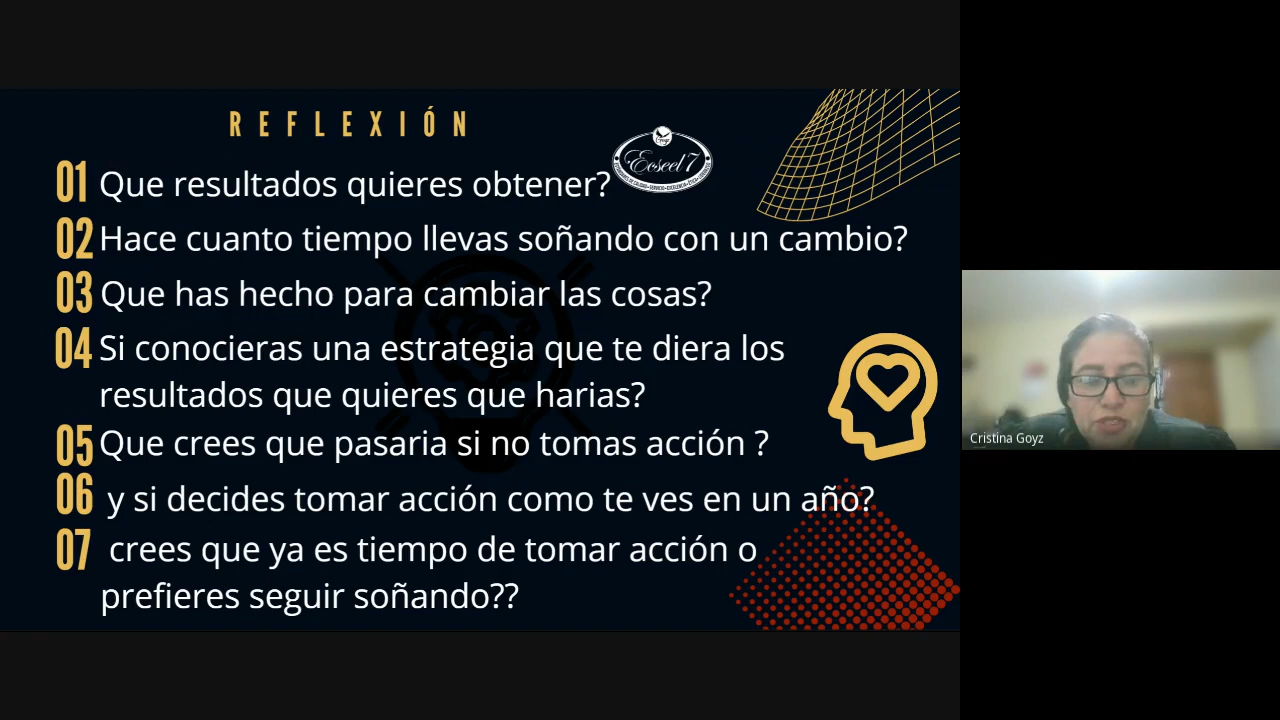 REFLEXIÓN
Ecseel7
01 Que resultados quieres obtener?
02 Hace cuanto tiempo llevas soñando con un cambio?
03 Que has hecho para cambiar las cosas?
04 Si conocieras una estrategia que te diera los
resultados que quieres que harias?
05 Que crees que pasaria si no tomas acción ?
06 y si decides tomar acción como te ves en un año?
07 crees que ya es tiempo de tomar acción o
prefieres seguir soñando??
Cristina Goyz